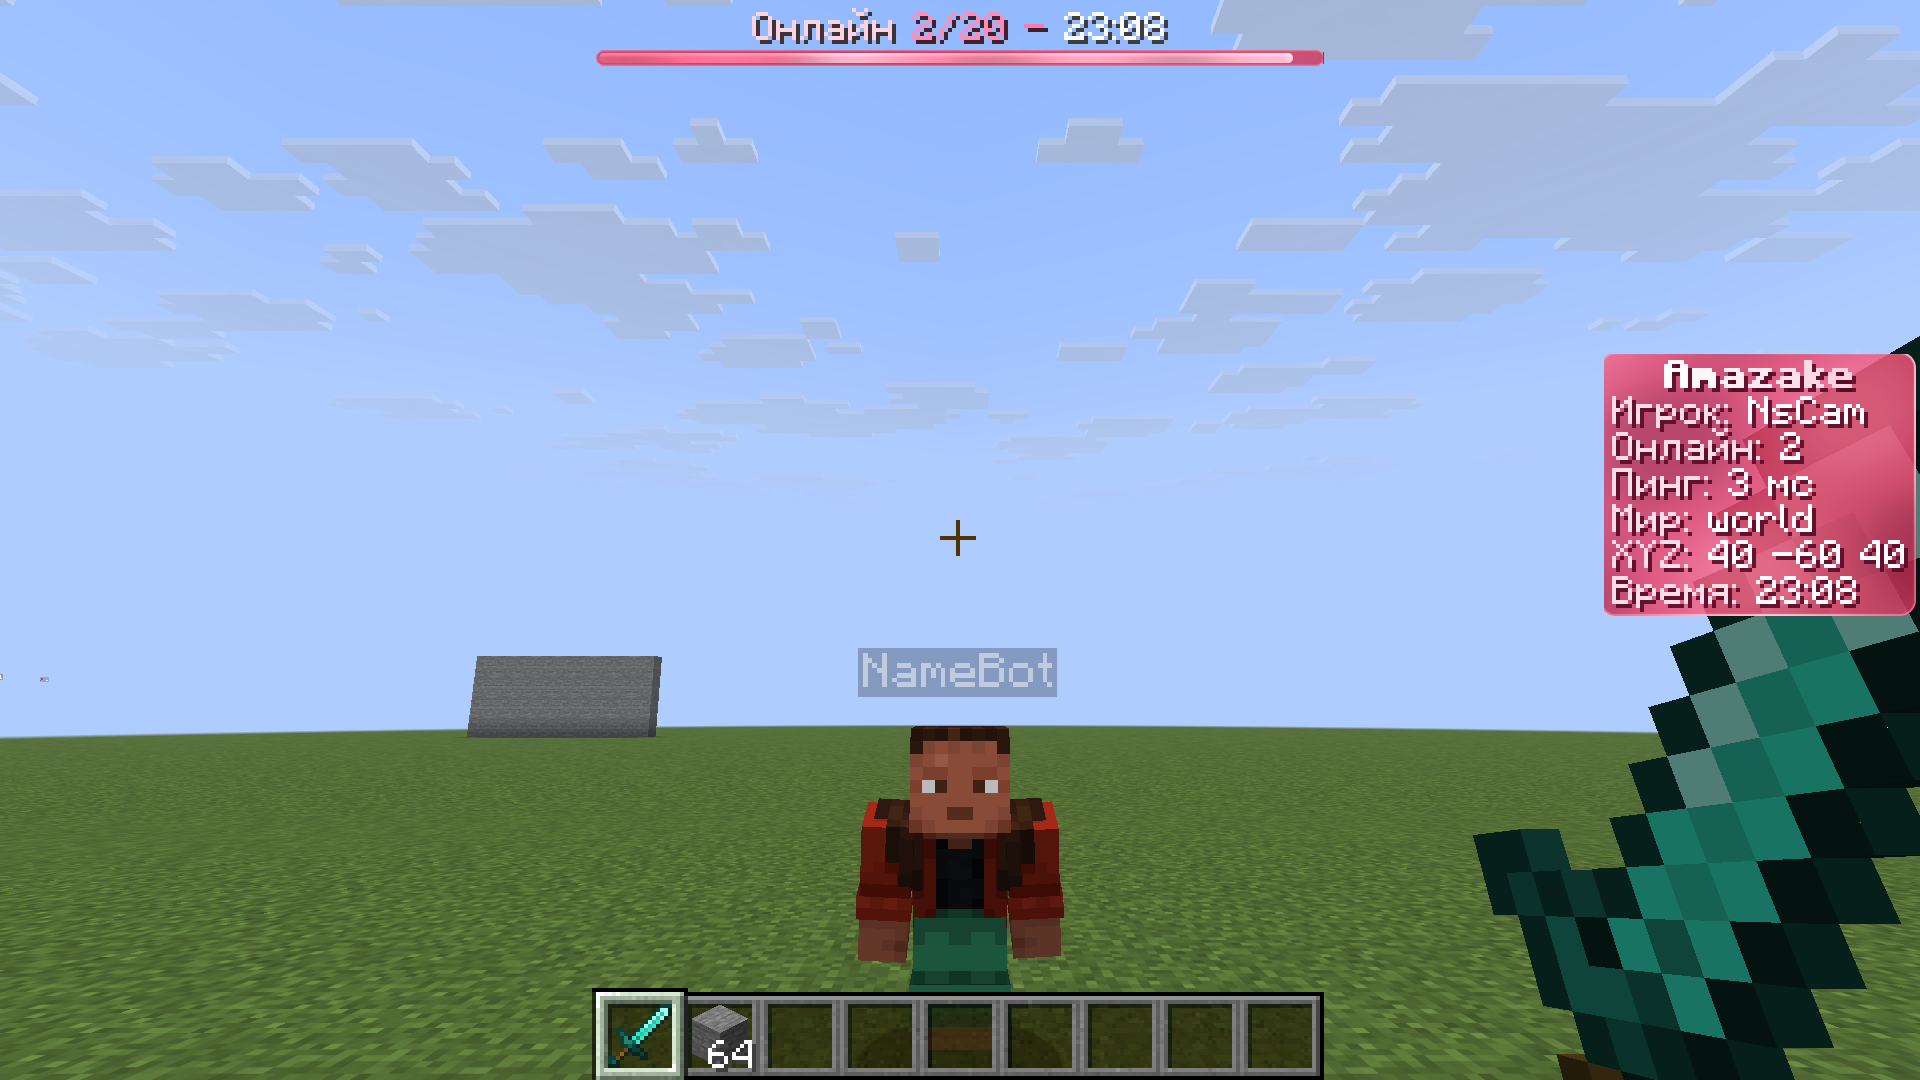 Онлайн 2/20 - 23:08
Amazake
Игрок: NsCam
Онлайн: 2
Пинг: 3 мс
Мир: world
XYZ: 40 -60 40
Время: 23:08
NameBot
64